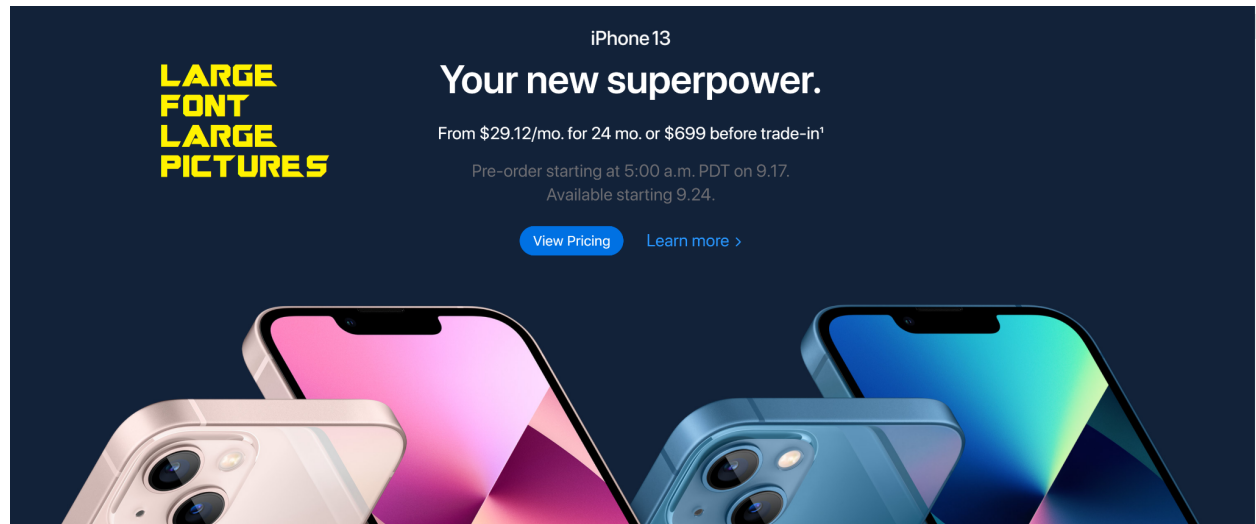 iPhone 13
Your new superpower.
From $29.12/mo. for 24 mo. or $699 before trade-in¹
Pre-order starting at 5:00 a.m. PDT on 9.17.
Available starting 9.24.
View Pricing
Learn more >
LARGE
FONT
LARGE
PICTURES